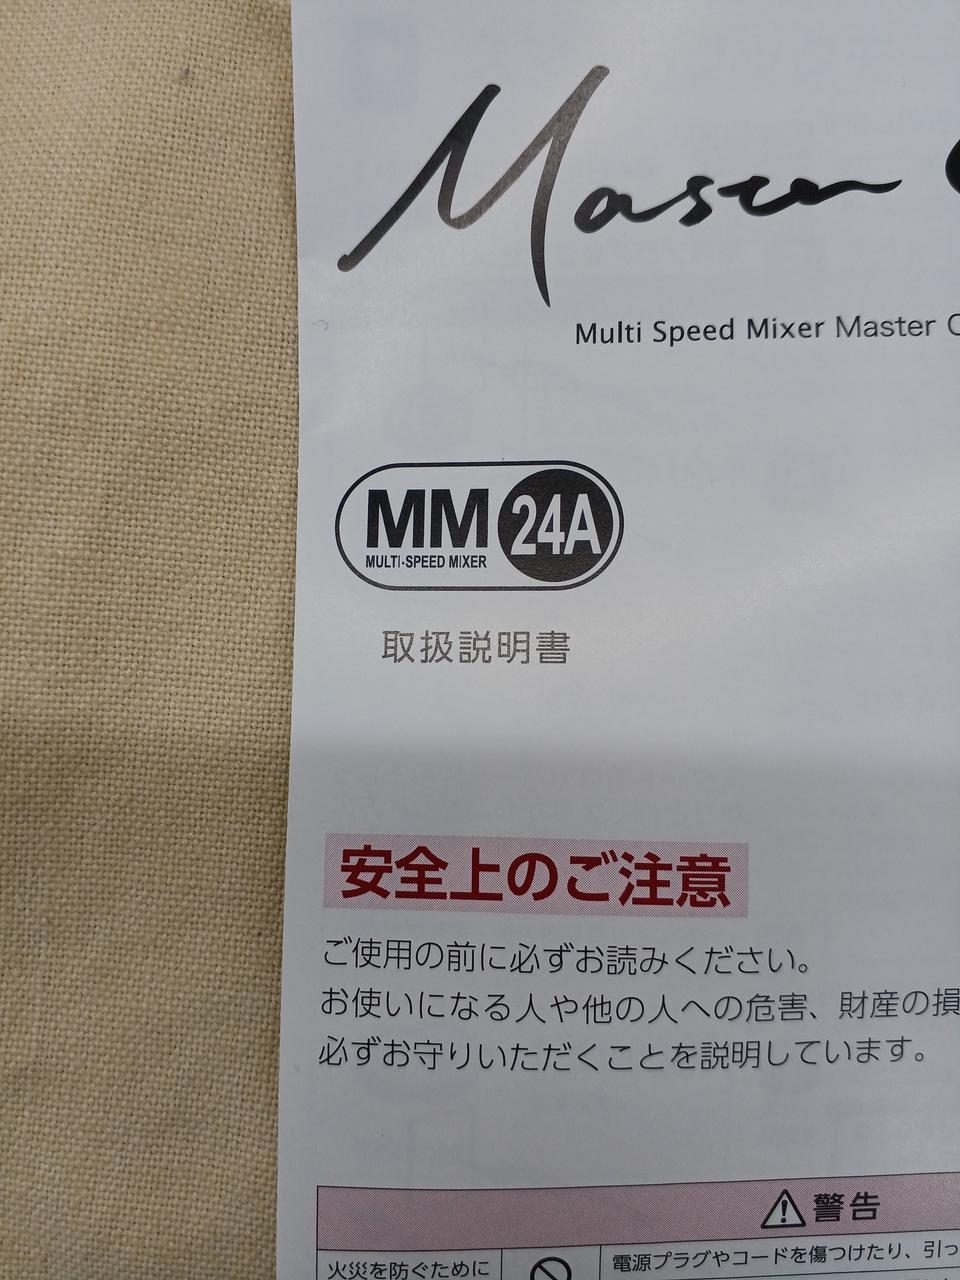 Master
Multi Speed Mixer Master
MM 24A
MULTI-SPEED MIXER
取扱説明書
安全上のご注意
ご使用の前に必ずお読みください。
お使いになる人や他の人への危害、財産の損
必ずお守りいただくことを説明しています。
警告
火災を防ぐために
電源プラグやコードを傷つけたり、引っ